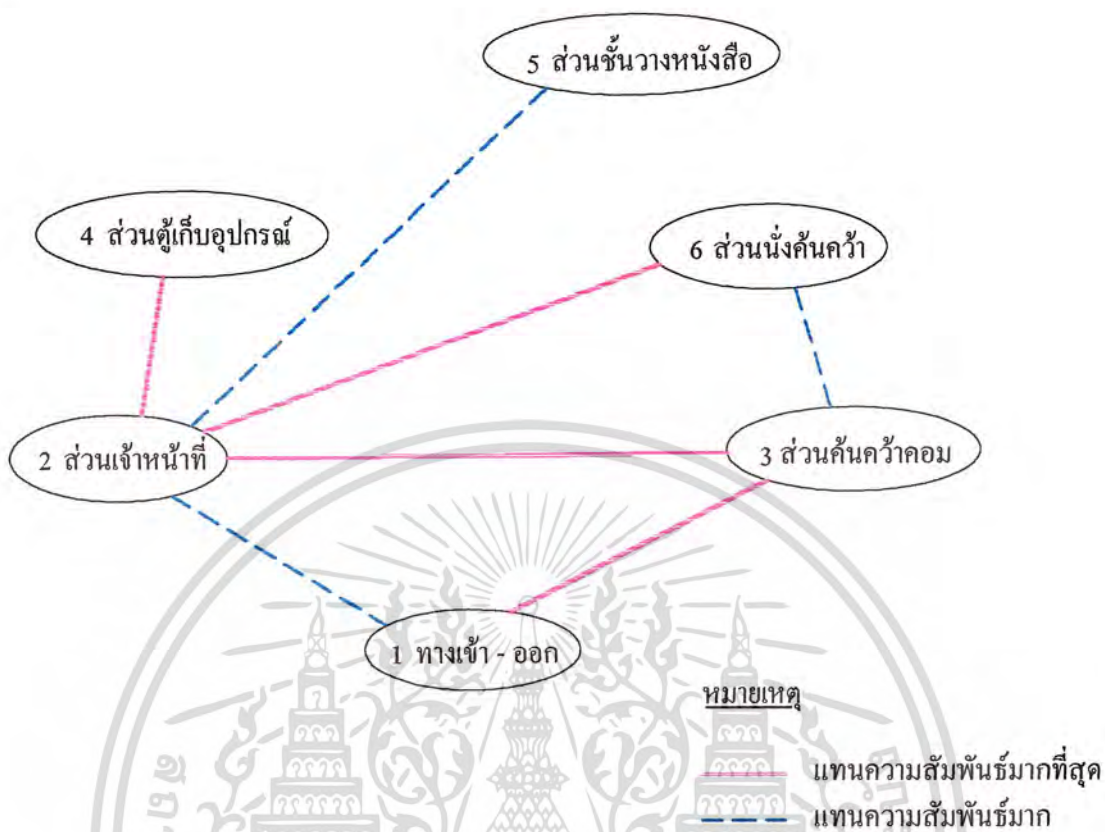 5 ส่วนชั้นวางหนังสือ
4 ส่วนตู้เก็บอุปกรณ์
6 ส่วนนั่งค้นคว้า
2 ส่วนเจ้าหน้าที่
3 ส่วนค้นคว้าคอม
1 ทางเข้า - ออก
หมายเหตุ
แทนความสัมพันธ์มากที่สุด
แทนความสัมพันธ์มาก